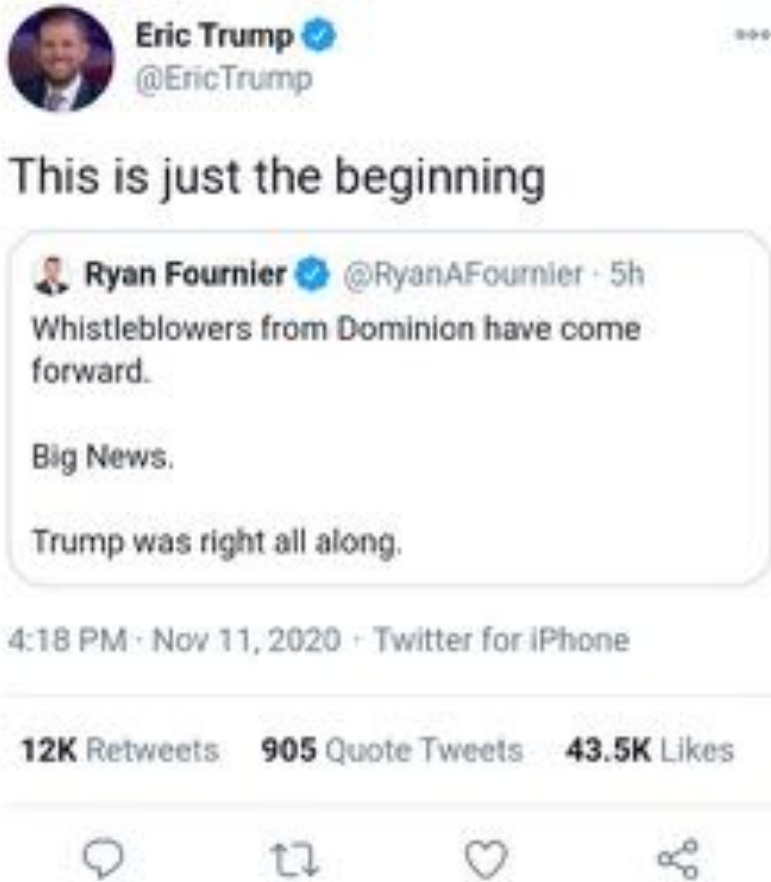 Eric Trump
@EricTrump
This is just the beginning
Ryan Fournier @RyanAFournier · 5h
Whistleblowers from Dominion have come
forward.
Big News.
Trump was right all along.
4:18 PM · Nov 11, 2020 · Twitter for iPhone
12K Retweets 905 Quote Tweets 43.5K Likes